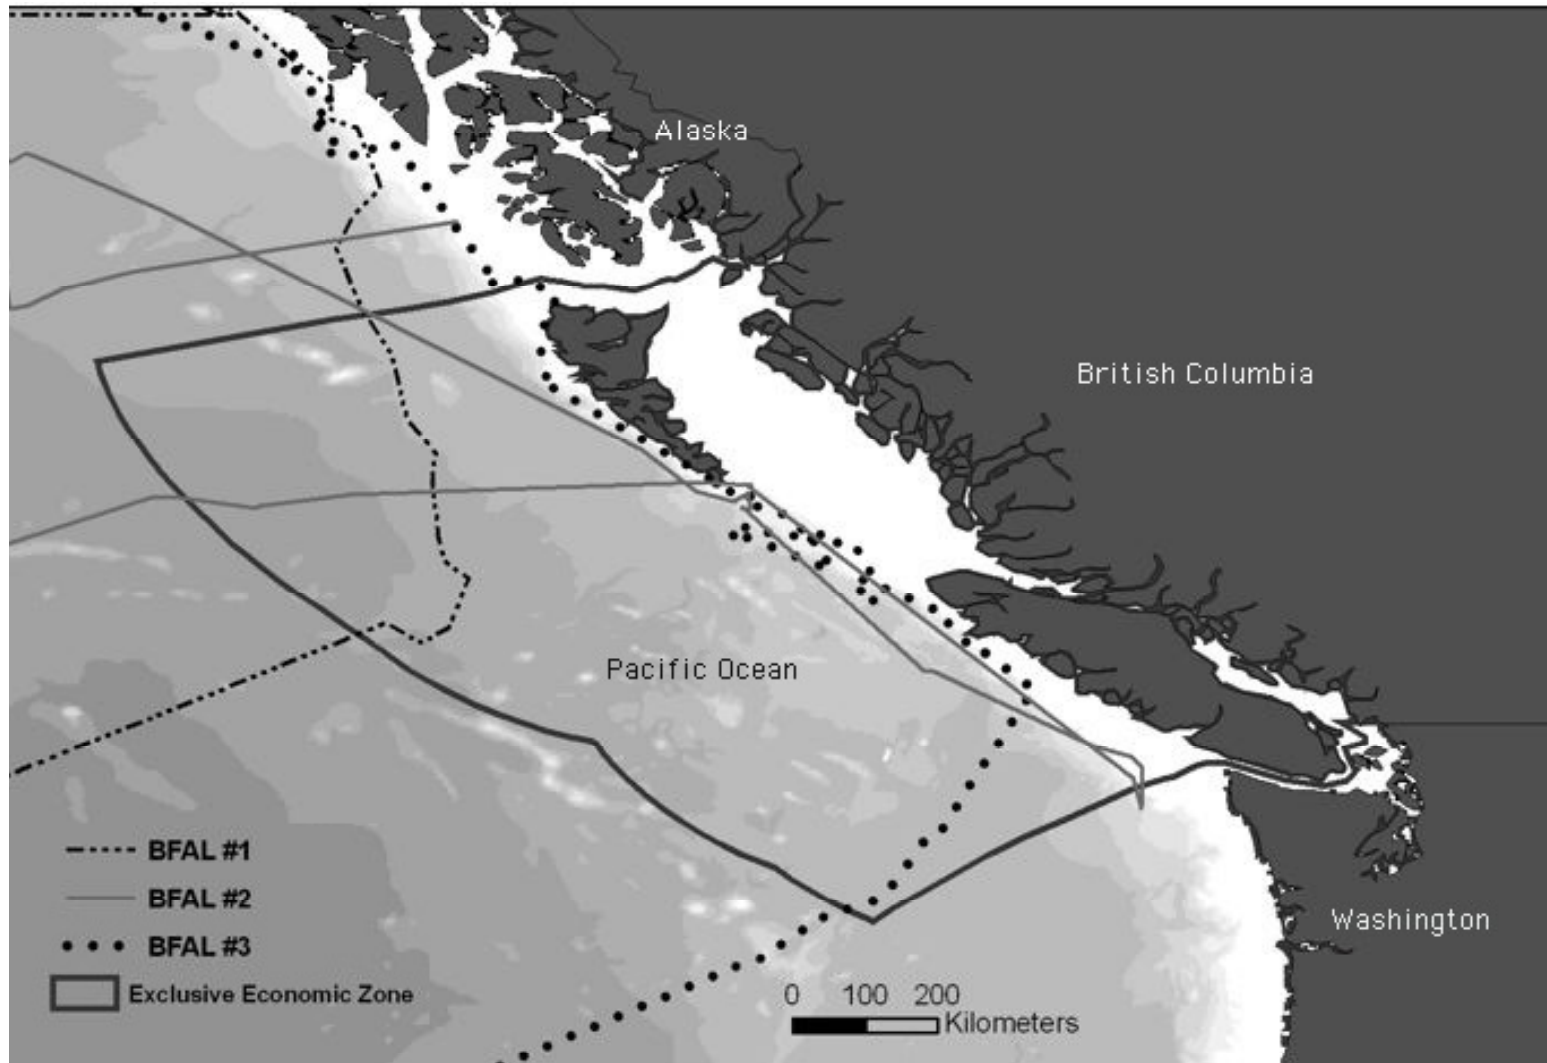 Alaska
British Columbia
Pacific Ocean
BFAL #1
BFAL #2
BFAL #3
Exclusive Economic Zone
Washington
0 100 200
Kilometers